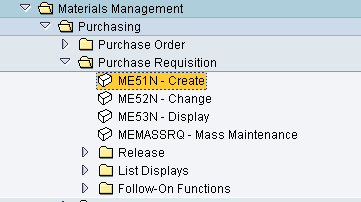 Materials Management
Purchasing
Purchase Order
Purchase Requisition
ME51N - Create
ME52N - Change
ME53N - Display
MEMASSRQ - Mass Maintenance
Release
List Displays
Follow-On Functions